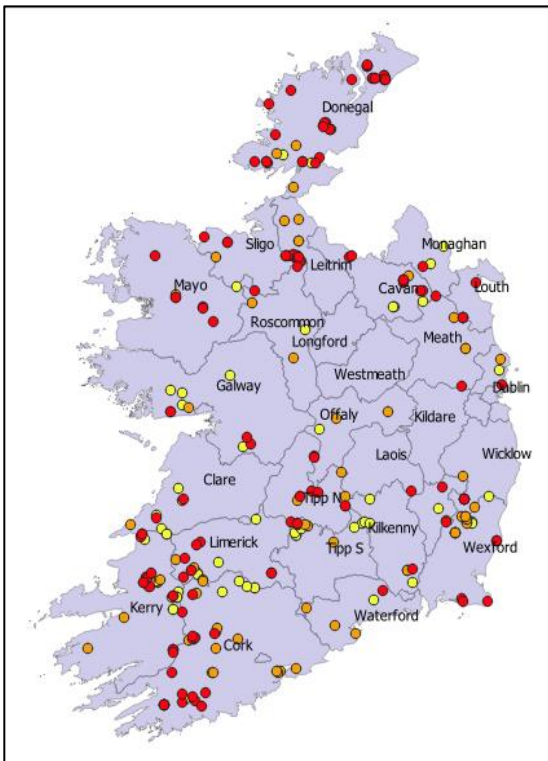 Donegal
Sligo
Leitrim
Monaghan
Cavan
Louth
Mayo
Roscommon
Longford
Meath
Westmeath
Galway
Dublin
Offaly
Kildare
Laois
Wicklow
Clare
Tipp N
Kilkenny
Limerick
Tipp S
Wexford
Waterford
Kerry
Cork